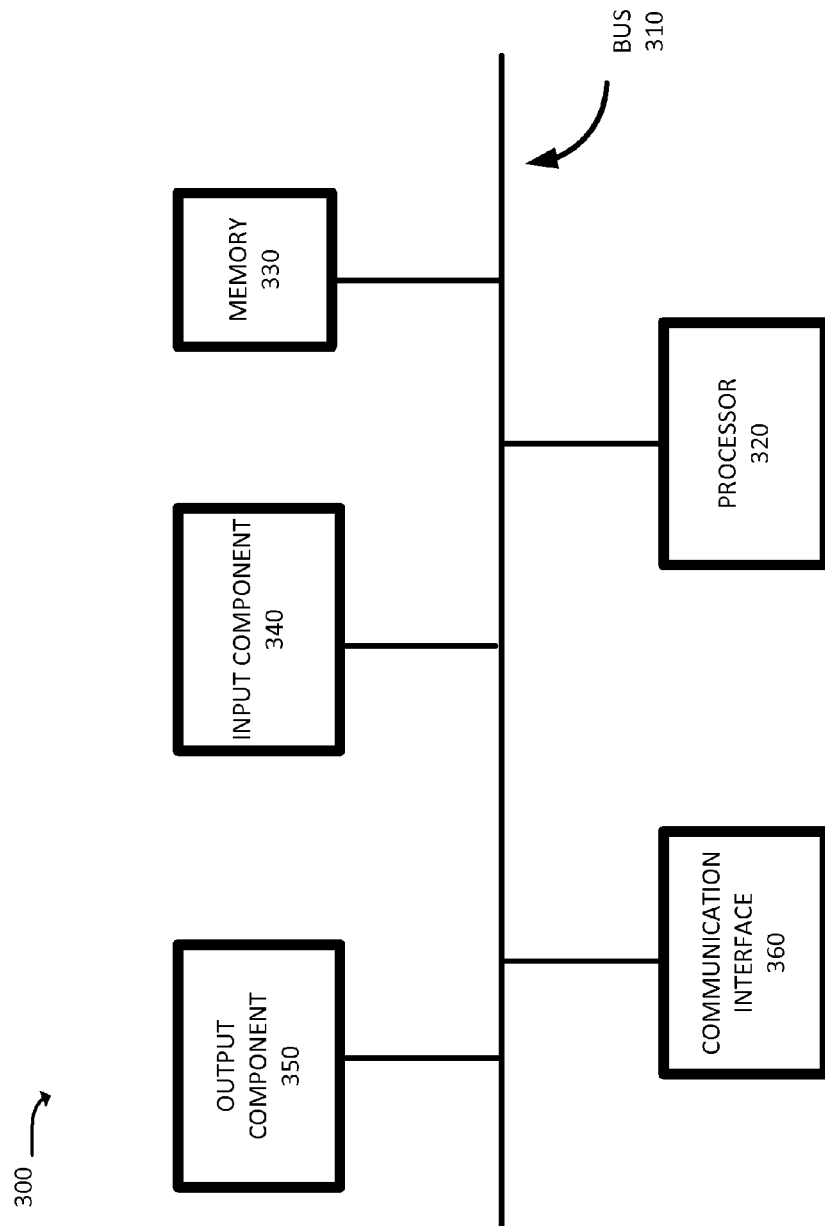 300
OUTPUT
COMPONENT
350
INPUT COMPONENT
340
MEMORY
330
BUS
310
COMMUNICATION
INTERFACE
360
PROCESSOR
320